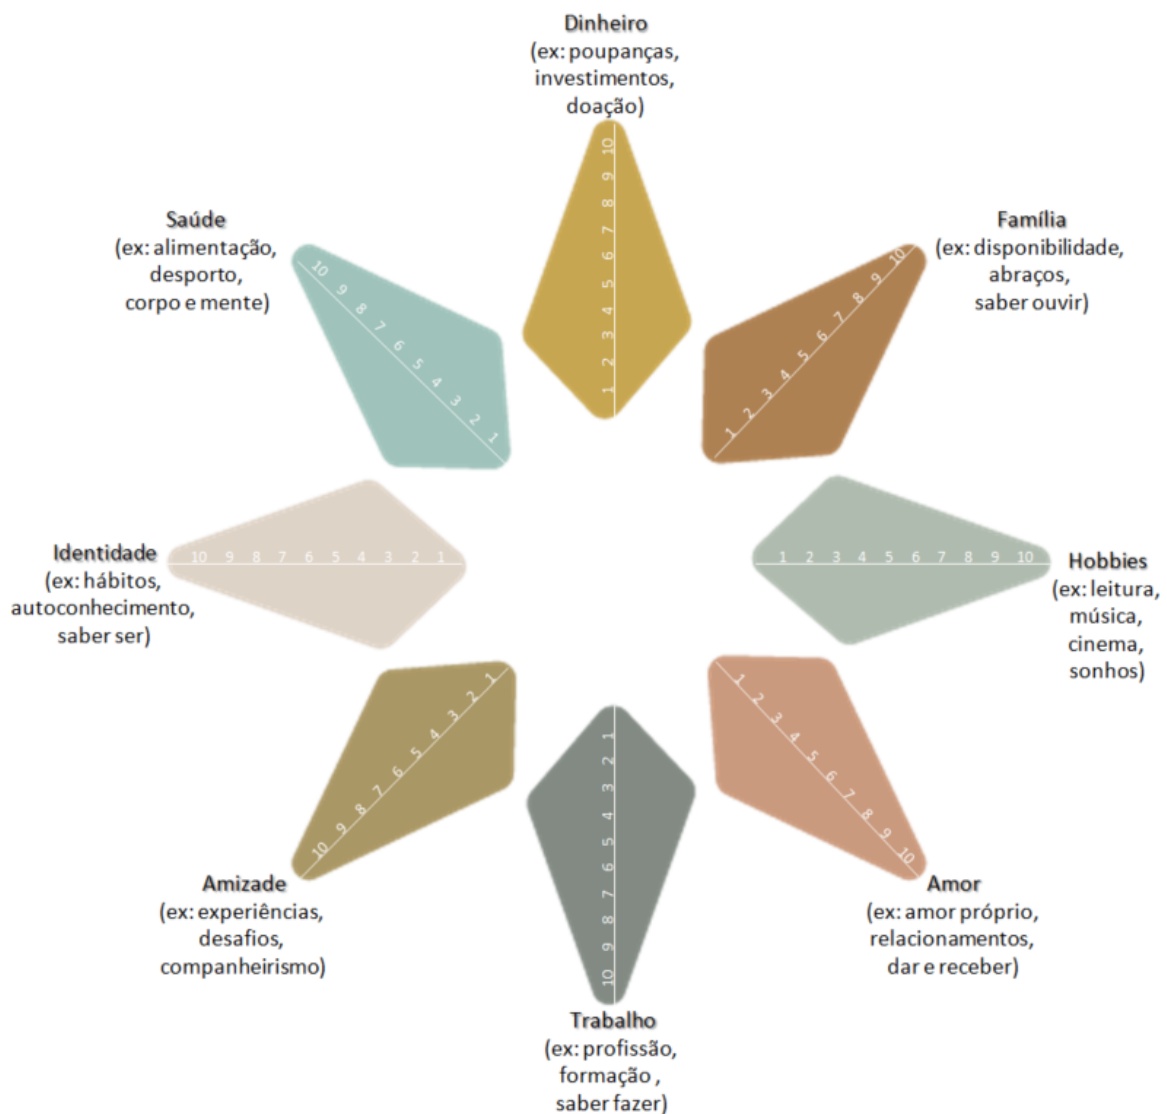 Dinheiro
(ex: poupanças,
investimentos,
doação)
10
9
8
7
6
5
4
3
2
1
Família
(ex: disponibilidade,
abraços,
saber ouvir)
1 2 3 4 5 6 7 8 9 10
Hobbies
(ex: leitura,
música,
cinema,
sonhos)
1 2 3 4 5 6 7 8 9 10
Amor
(ex: amor próprio,
relacionamentos,
dar e receber)
1 2 3 4 5 6 7 8 9 10
Trabalho
(ex: profissão,
formação ,
saber fazer)
1
2
3
4
5
6
7
8
9
10
Amizade
(ex: experiências,
desafios,
companheirismo)
10 9 8 7 6 5 4 3 2 1
Identidade
(ex: hábitos,
autoconhecimento,
saber ser)
10 9 8 7 6 5 4 3 2 1
Saúde
(ex: alimentação,
desporto,
corpo e mente)
10 9 8 7 6 5 4 3 2 1